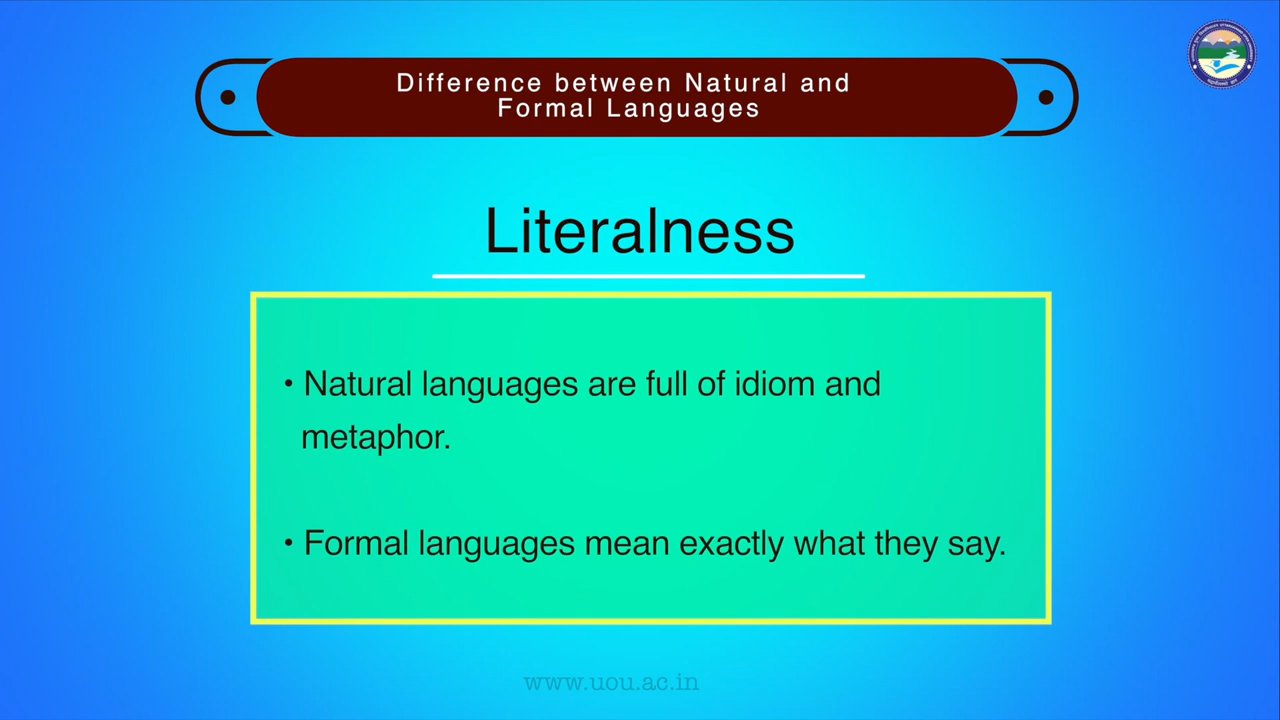 Difference between Natural and
Formal Languages
Literalness
• Natural languages are full of idiom and
metaphor.
• Formal languages mean exactly what they say.
www.uou.ac.in